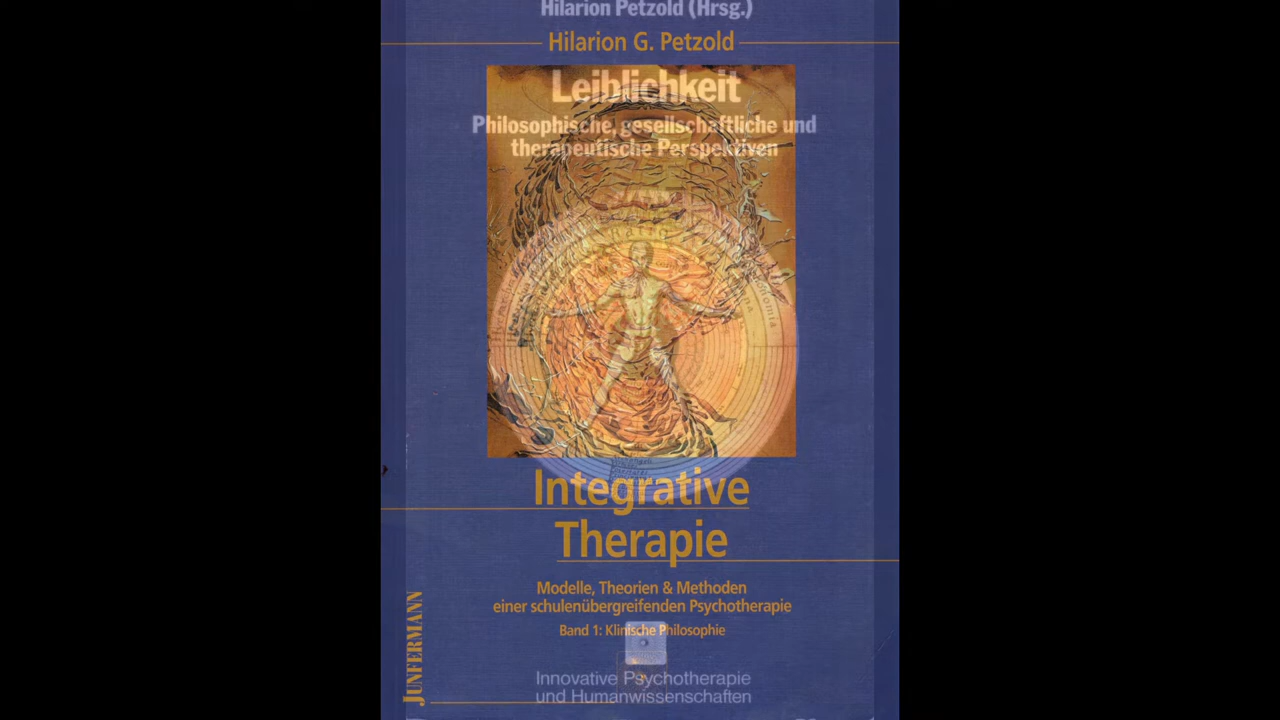 Hilarion Petzold (Hrsg.)
Hilarion G. Petzold
Leiblichkeit
Philosophische, gesellschaftliche und
therapeutische Perspektiven
Integrative
Therapie
Modelle, Theorien & Methoden
einer schulenübergreifenden Psychotherapie
Band 1: Klinische Philosophie
JUNFERMANN
Innovative Psychotherapie
und Humanwissenschaften